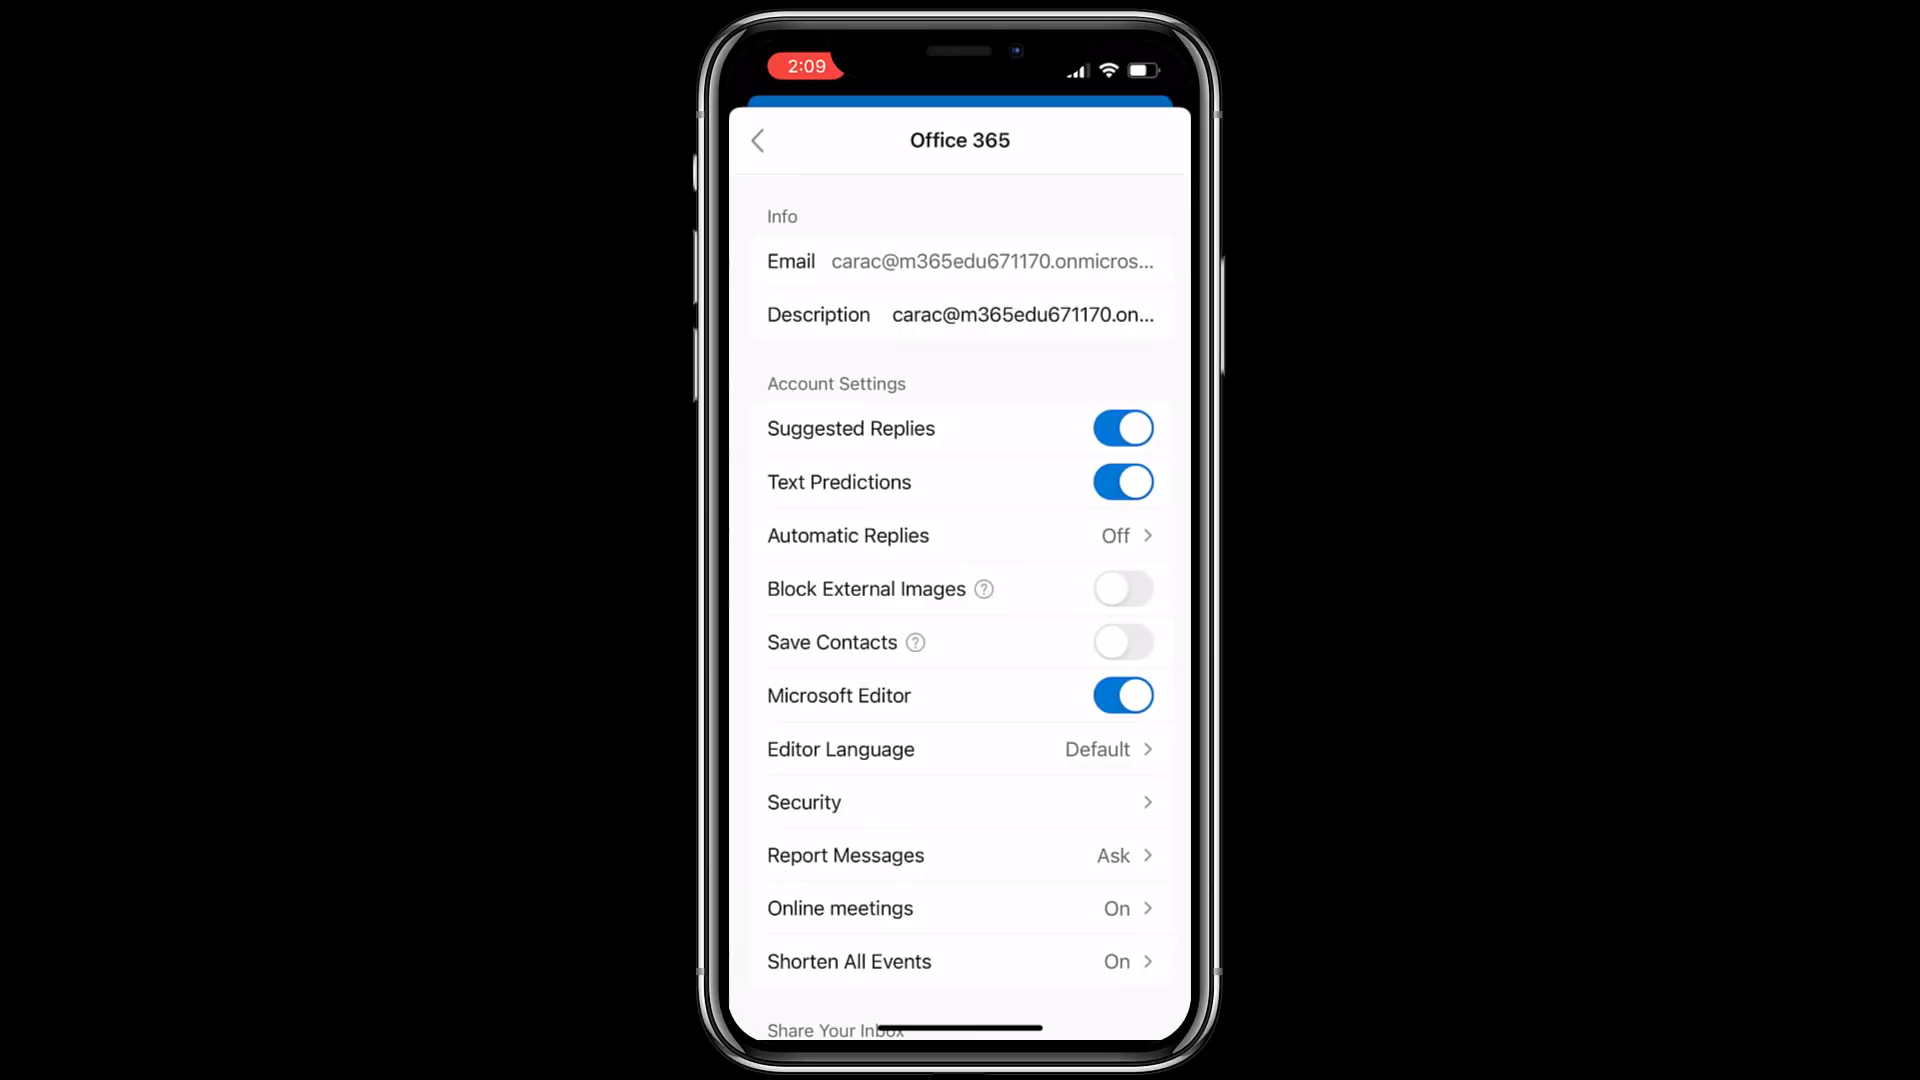 2:09
Office 365
Info
Email carac@m365edu671170.onmicros...
Description carac@m365edu671170.on...
Account Settings
Suggested Replies
Text Predictions
Automatic Replies Off
Block External Images ?
Save Contacts ?
Microsoft Editor
Editor Language Default
Security
Report Messages Ask
Online meetings On
Shorten All Events On
Share Your Inbox